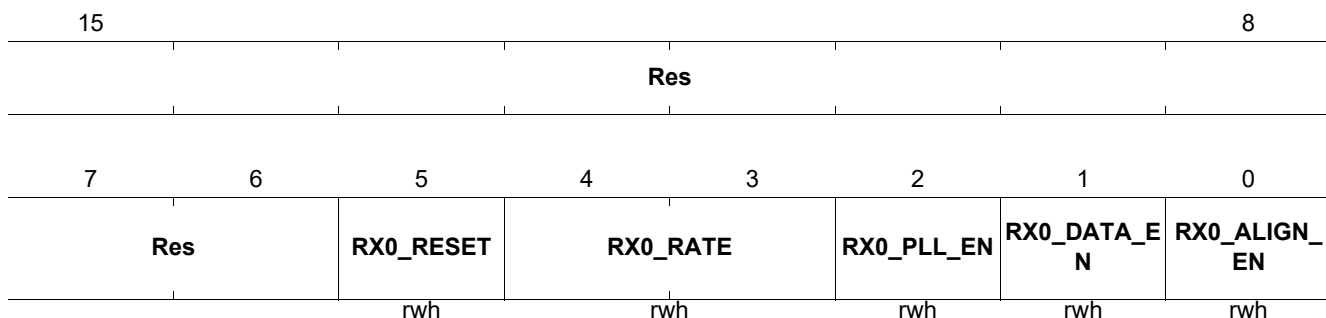 15 8
Res
7 6 5 4 3 2 1 0
Res RX0_RESET RX0_RATE RX0_PLL_EN RX0_DATA_E RX0_ALIGN_
N EN
rwh rwh rwh rwh rwh